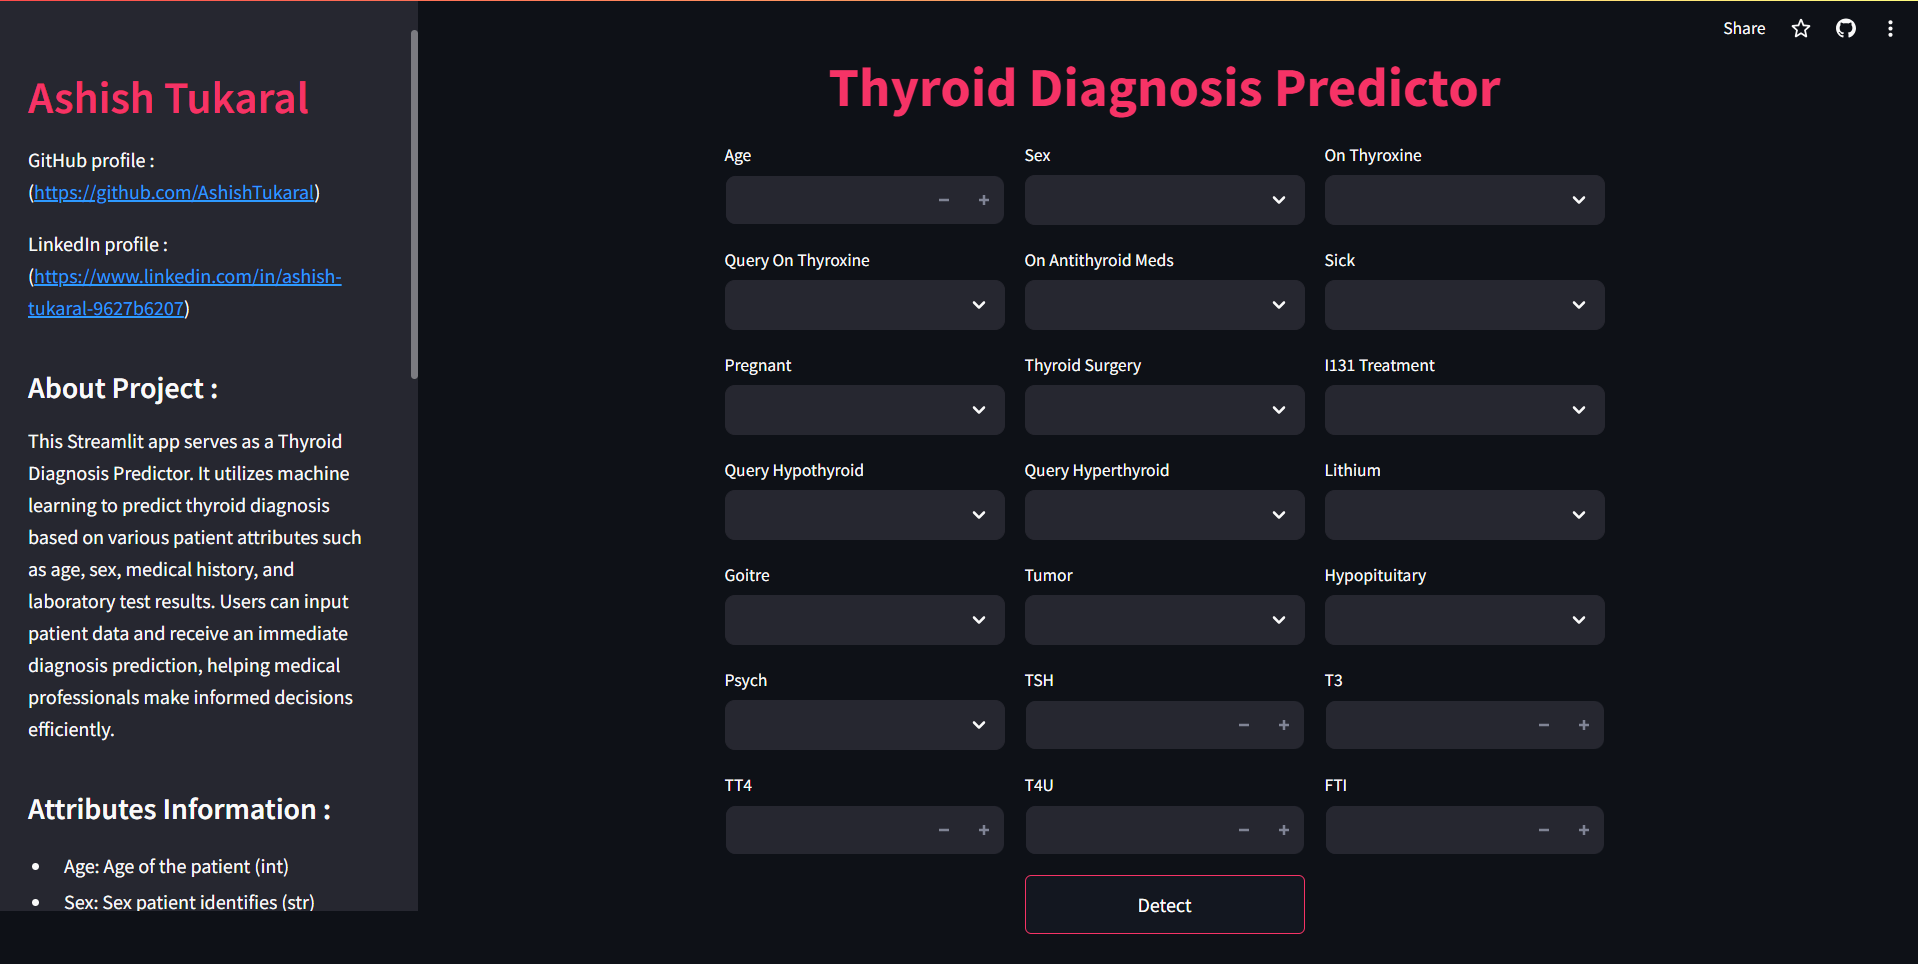 Share
Ashish Tukaral
GitHub profile :
(https://github.com/AshishTukaral)
LinkedIn profile :
(https://www.linkedin.com/in/ashish-
tukaral-9627b6207)
About Project :
This Streamlit app serves as a Thyroid
Diagnosis Predictor. It utilizes machine
learning to predict thyroid diagnosis
based on various patient attributes such
as age, sex, medical history, and
laboratory test results. Users can input
patient data and receive an immediate
diagnosis prediction, helping medical
professionals make informed decisions
efficiently.
Attributes Information :
• Age: Age of the patient (int)
• Sex: Sex patient identifies (str)
Thyroid Diagnosis Predictor
Age
Sex
On Thyroxine
Query On Thyroxine
On Antithyroid Meds
Sick
Pregnant
Thyroid Surgery
I131 Treatment
Query Hypothyroid
Query Hyperthyroid
Lithium
Goitre
Tumor
Hypopituitary
Psych
TSH
T3
TT4
T4U
FTI
Detect